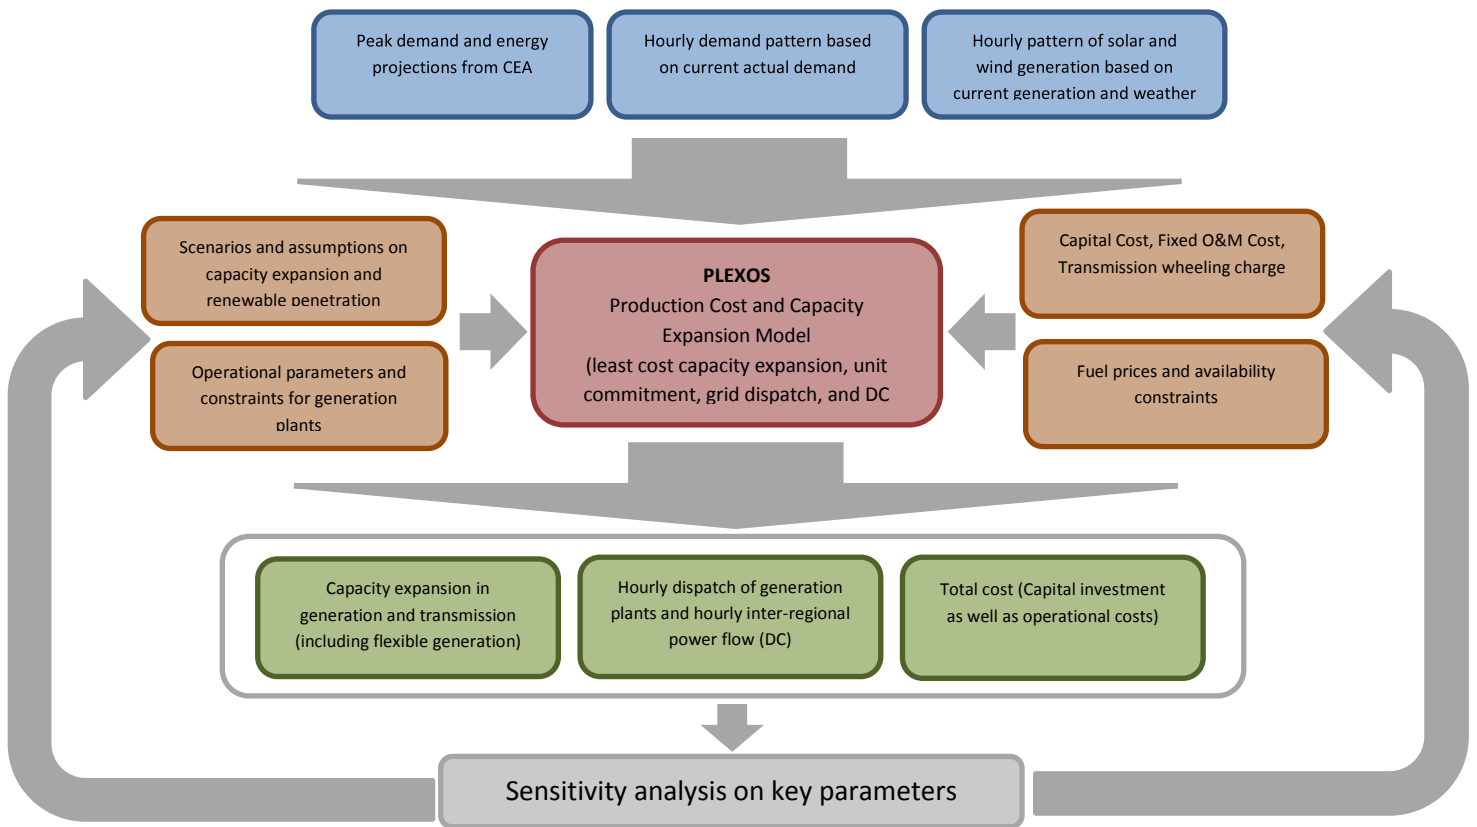 Peak demand and energy
projections from CEA
Hourly demand pattern based
on current actual demand
Hourly pattern of solar and
wind generation based on
current generation and weather
Scenarios and assumptions on
capacity expansion and
renewable penetration
Operational parameters and
constraints for generation
plants
PLEXOS
Production Cost and Capacity
Expansion Model
(least cost capacity expansion, unit
commitment, grid dispatch, and DC
Capital Cost, Fixed O&M Cost,
Transmission wheeling charge
Fuel prices and availability
constraints
Capacity expansion in
generation and transmission
(including flexible generation)
Hourly dispatch of generation
plants and hourly inter-regional
power flow (DC)
Total cost (Capital investment
as well as operational costs)
Sensitivity analysis on key parameters